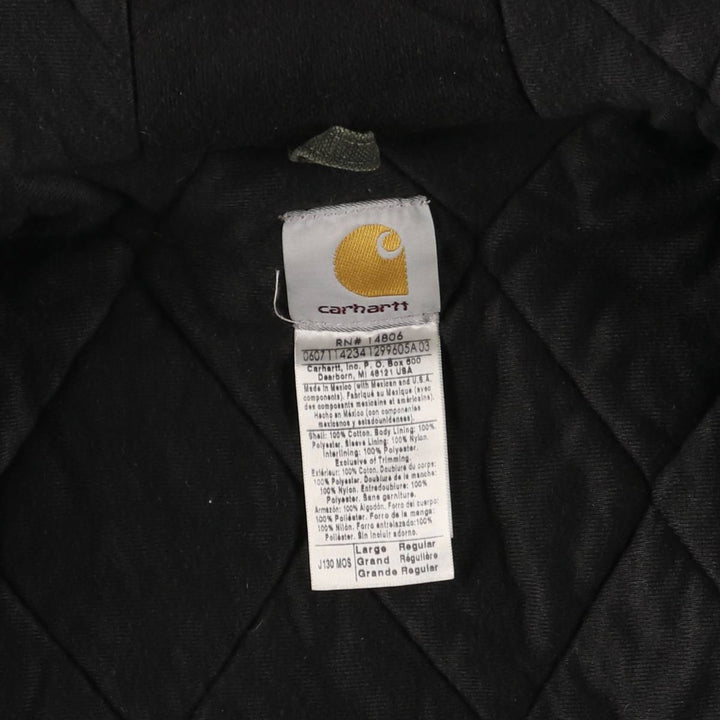 carhartt
RN# 14806
0607114234129960SA03
Carhartt, Inc. P. O. Box 600
Dearborn, MI 48121 USA
Made in Mexico (with Mexican and U.S.A.
components). Fabriqué au Mexique (avec
des composants mexicains et américains).
Hecho en México (con componentes
mexicanos y estadounidenses).
Shell: 100% Cotton. Body Lining: 100%
Polyester. Sleeve Lining: 100% Nylon.
Interlining: 100% Polyester.
Exclusive of Trimming.
Extérieur: 100% Coton. Doublure du corps:
100% Polyester. Doublure de la manche:
100% Nylon. Entredoublure: 100%
Polyester. Sans garniture.
Armazón: 100% Algodón. Forro del cuerpo:
100% Poliéster. Forro de la manga:
100% Nilón. Forro entrelazado:100%
Poliéster. Sin incluir adorno.
J130 MOS
Large Regular
Grand Régulière
Grande Regular